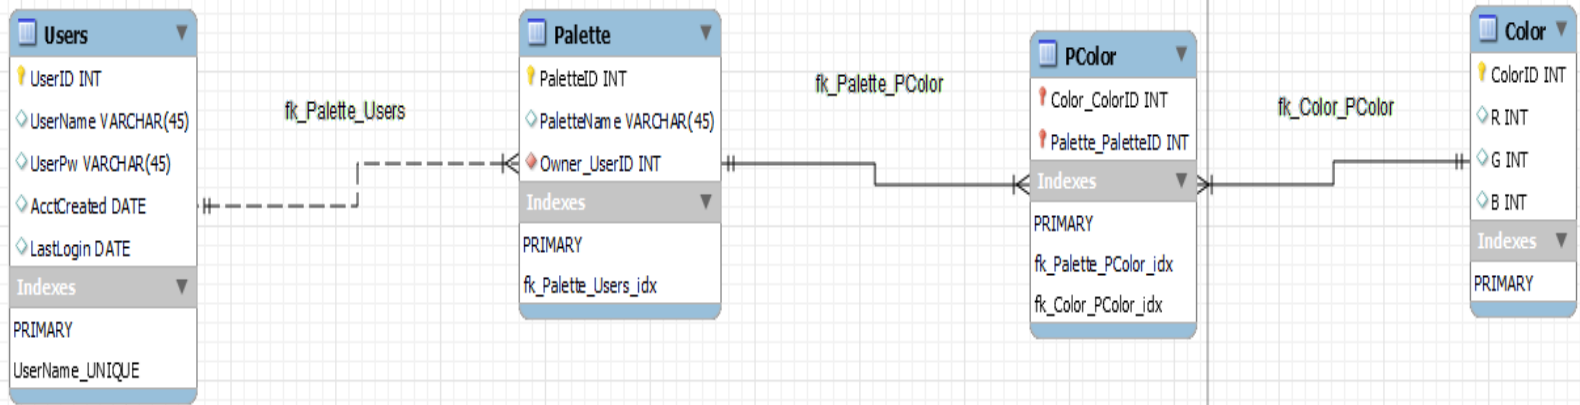 Users
UserID INT
UserName VARCHAR(45)
UserPw VARCHAR(45)
AcctCreated DATE
LastLogin DATE
Indexes
PRIMARY
UserName_UNIQUE
fk_Palette_Users
Palette
PaletteID INT
PaletteName VARCHAR(45)
Owner_UserID INT
Indexes
PRIMARY
fk_Palette_Users_idx
fk_Palette_PColor
PColor
Color_ColorID INT
Palette_PaletteID INT
Indexes
PRIMARY
fk_Palette_PColor_idx
fk_Color_PColor_idx
fk_Color_PColor
Color
ColorID INT
R INT
G INT
B INT
Indexes
PRIMARY